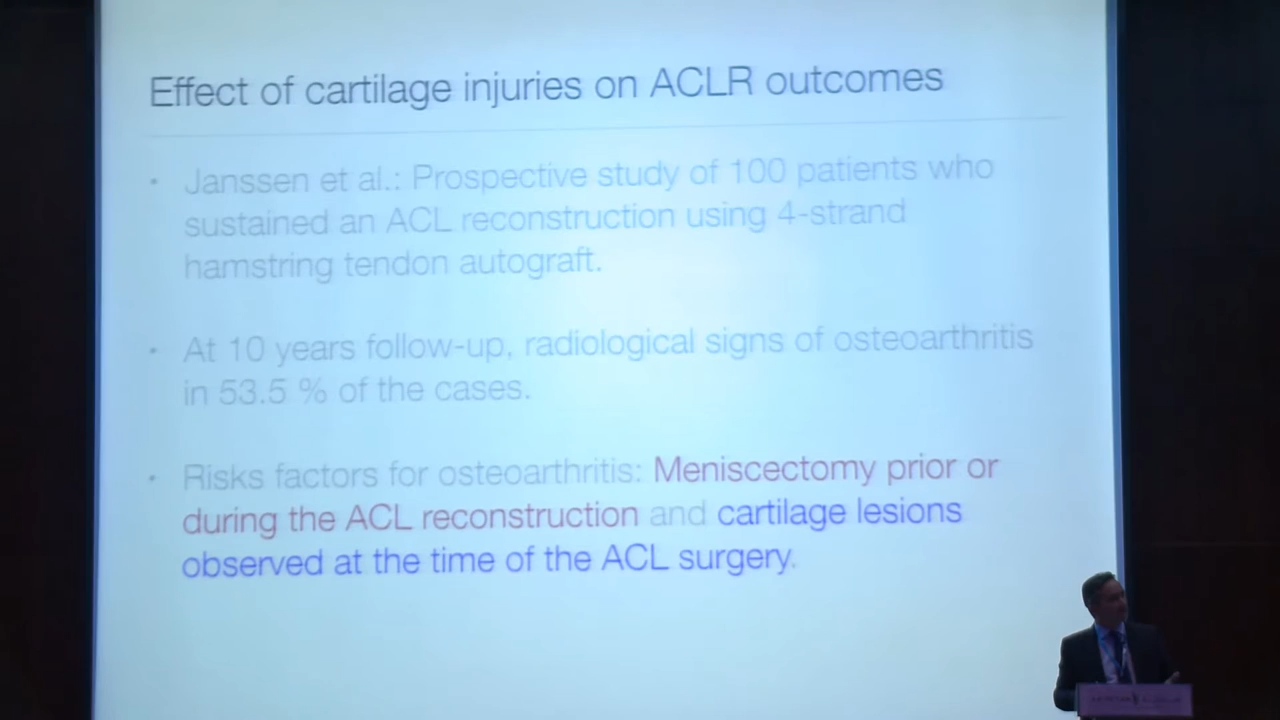 Effect of cartilage injuries on ACLR outcomes
• Janssen et al.: Prospective study of 100 patients who
sustained an ACL reconstruction using 4-strand
hamstring tendon autograft.
• At 10 years follow-up, radiological signs of osteoarthritis
in 53.5 % of the cases.
• Risks factors for osteoarthritis: Meniscectomy prior or
during the ACL reconstruction and cartilage lesions
observed at the time of the ACL surgery.